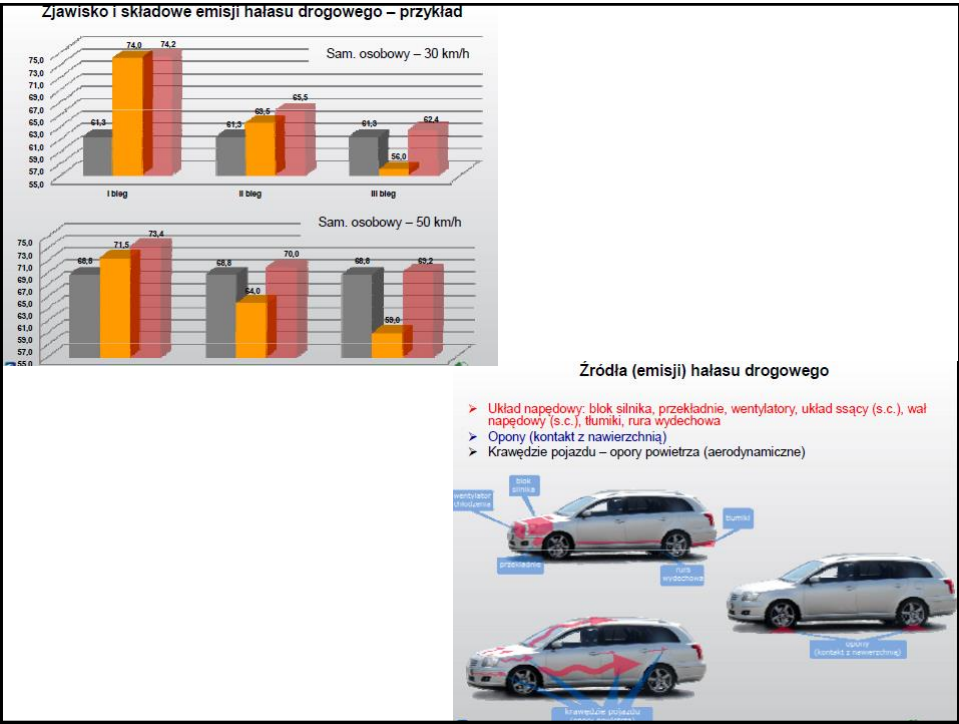 Zjawisko i składowe emisji hałasu drogowego – przykład
Sam. osobowy – 30 km/h
75,0
73,0
71,0
69,0
67,0
65,0
63,0
61,0
59,0
57,0
55,0
74,0 74,2
61,3
61,3 63,5 65,5
61,3 56,0 62,4
I bieg II bieg III bieg
Sam. osobowy – 50 km/h
75,0
73,0
71,0
69,0
67,0
65,0
63,0
61,0
59,0
57,0
55,0
68,8 71,5 73,4
68,8 64,0 70,0
68,8 59,0 69,2
Źródła (emisji) hałasu drogowego
➢ Układ napędowy: blok silnika, przekładnie, wentylatory, układ ssący (s.c.), wał
napędowy (s.c.), tłumiki, rura wydechowa
➢ Opony (kontakt z nawierzchnią)
➢ Krawędzie pojazdu – opory powietrza (aerodynamiczne)
blok
silnika
wentylator
chłodzenia
tłumiki
przekładnie
rura
wydechowa
opony
(kontakt z nawierzchnią)
krawędzie pojazdu